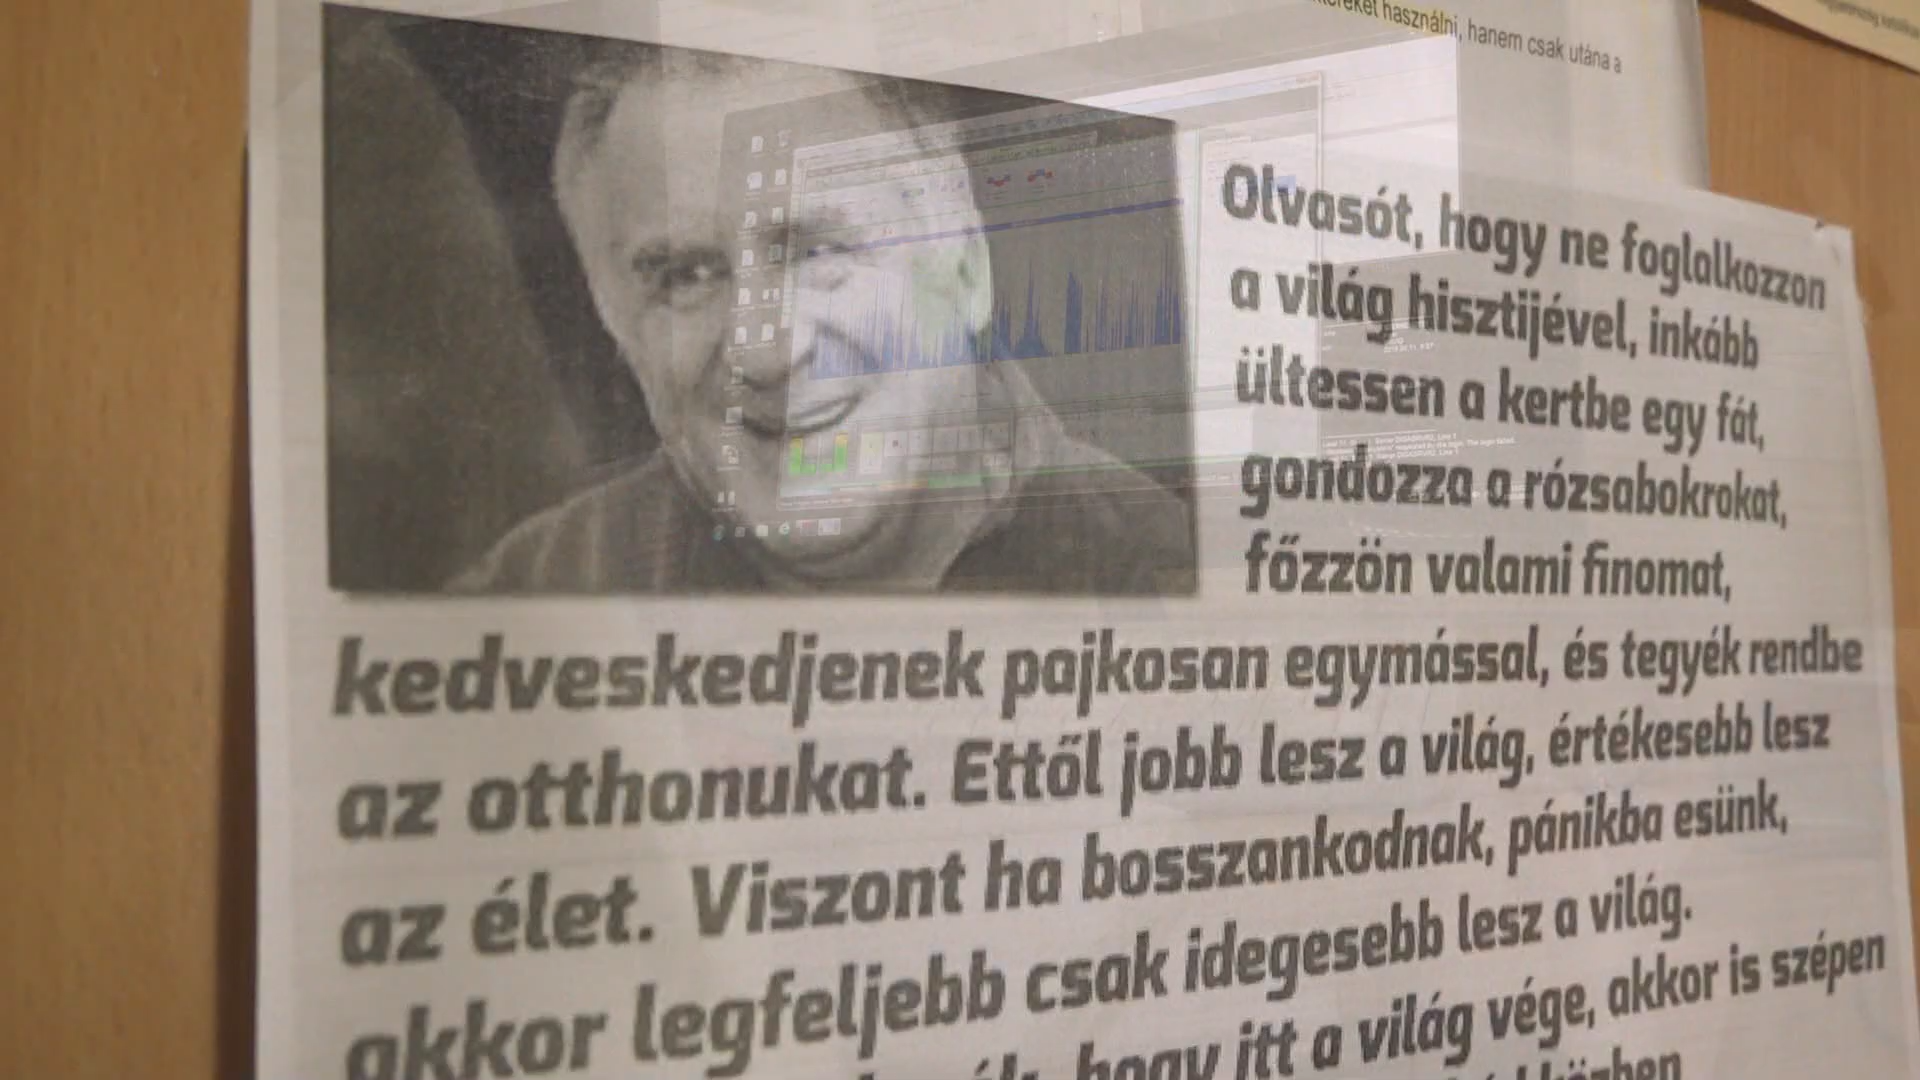 használni, hanem csak utána a
Olvasót, hogy ne foglalkozzon
a világ hisztijével, inkább
ültessen a kertbe egy fát,
gondozza a rózsabokrokat,
főzzön valami finomat,
kedveskedjenek pajkosan egymással, és tegyék rendbe
az otthonukat. Ettől jobb lesz a világ, értékesebb lesz
az élet. Viszont ha bosszankodnak, pánikba esünk,
akkor legfeljebb csak idegesebb lesz a világ.
hogy itt a világ vége, akkor is szépen